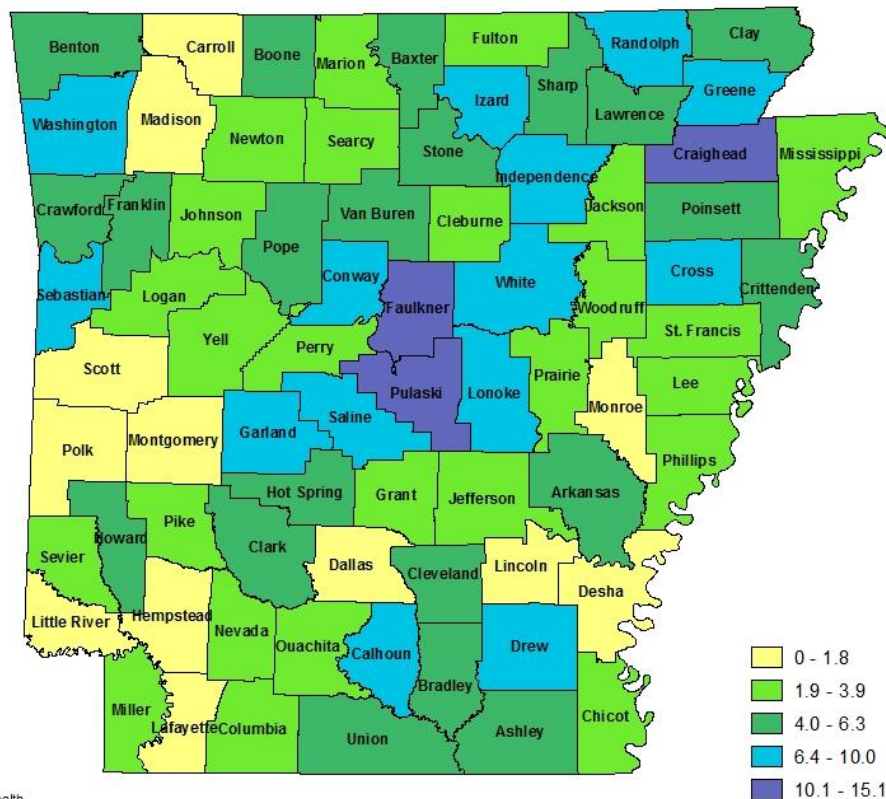 Benton
Carroll
Boone
Marion
Baxter
Fulton
Randolph
Clay
Washington
Madison
Newton
Searcy
Stone
Izard
Sharp
Lawrence
Greene
Craighead
Mississippi
Crawford
Franklin
Johnson
Pope
Van Buren
Cleburne
Independence
Jackson
Poinsett
Sebastian
Logan
Conway
Faulkner
White
Woodruff
Cross
Crittenden
Scott
Yell
Perry
Pulaski
Lonoke
Prairie
St. Francis
Lee
Monroe
Polk
Montgomery
Garland
Saline
Phillips
Hot Spring
Grant
Jefferson
Arkansas
Sevier
Howard
Pike
Clark
Dallas
Cleveland
Lincoln
Desha
Little River
Hempstead
Nevada
Ouachita
Calhoun
Bradley
Drew
Miller
Lafayette
Columbia
Union
Ashley
Chicot
0 - 1.8
1.9 - 3.9
4.0 - 6.3
6.4 - 10.0
10.1 - 15.1